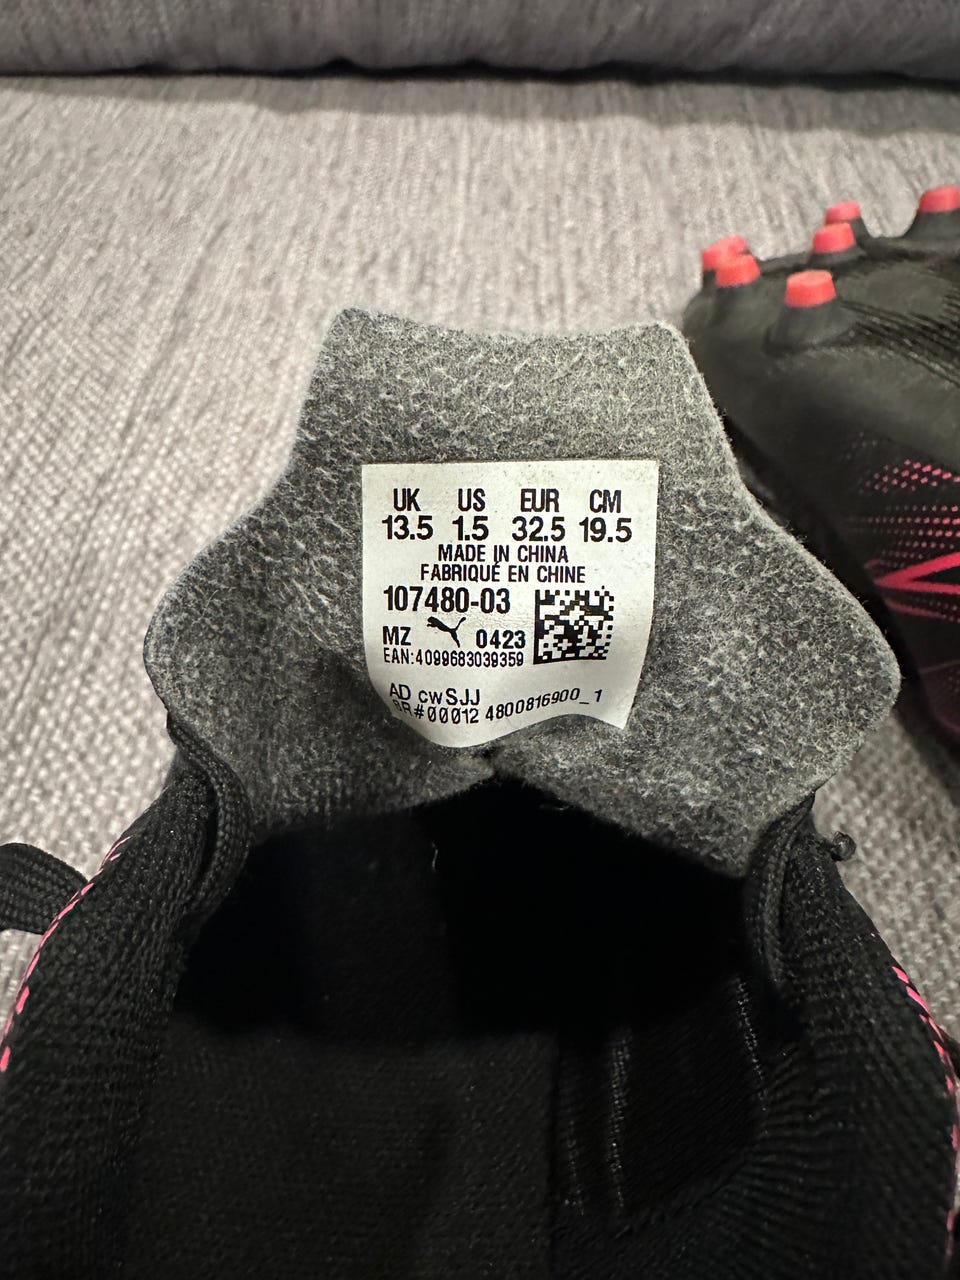 UK US EUR CM
13.5 1.5 32.5 19.5
MADE IN CHINA
FABRIQUÉ EN CHINE
107480-03
MZ 0423
EAN:4099683039359
AD cwSJJ
BR#00012 4800816900_1